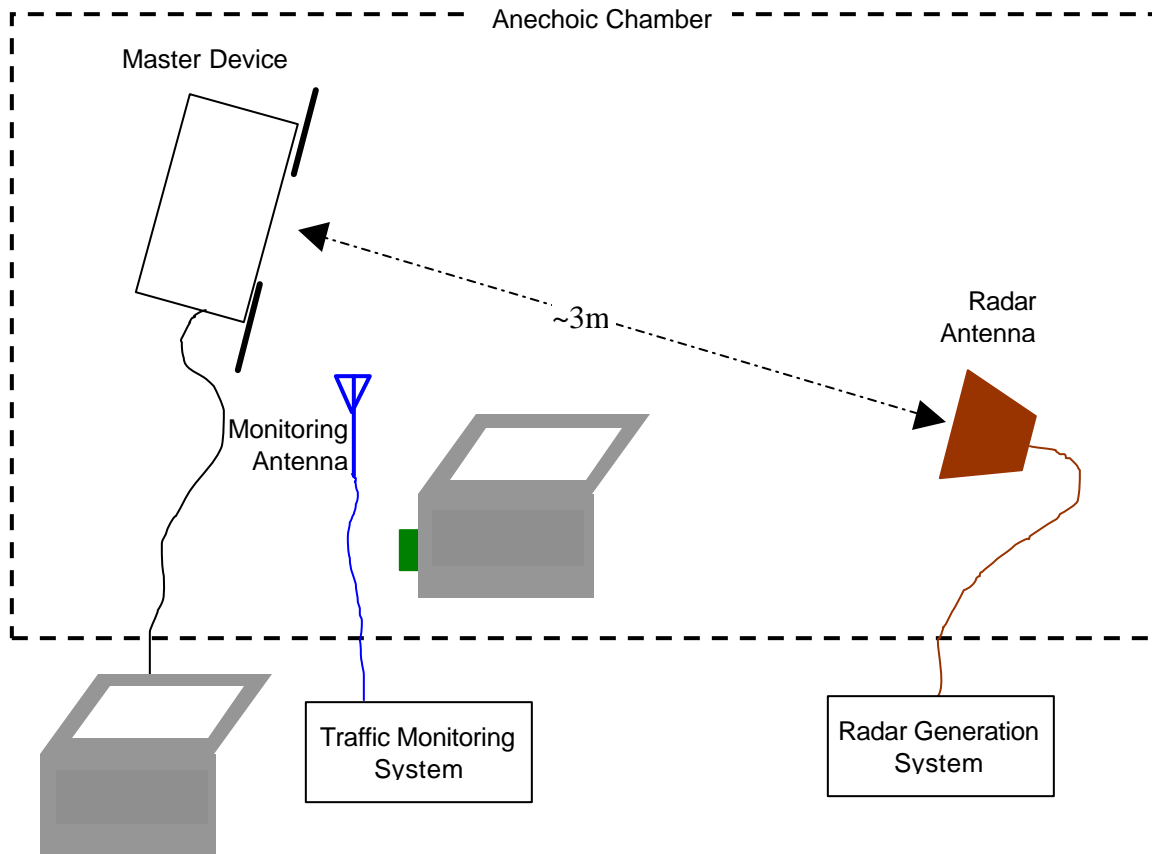 Anechoic Chamber
Master Device
~3m
Radar
Antenna
Monitoring
Antenna
Traffic Monitoring
System
Radar Generation
System